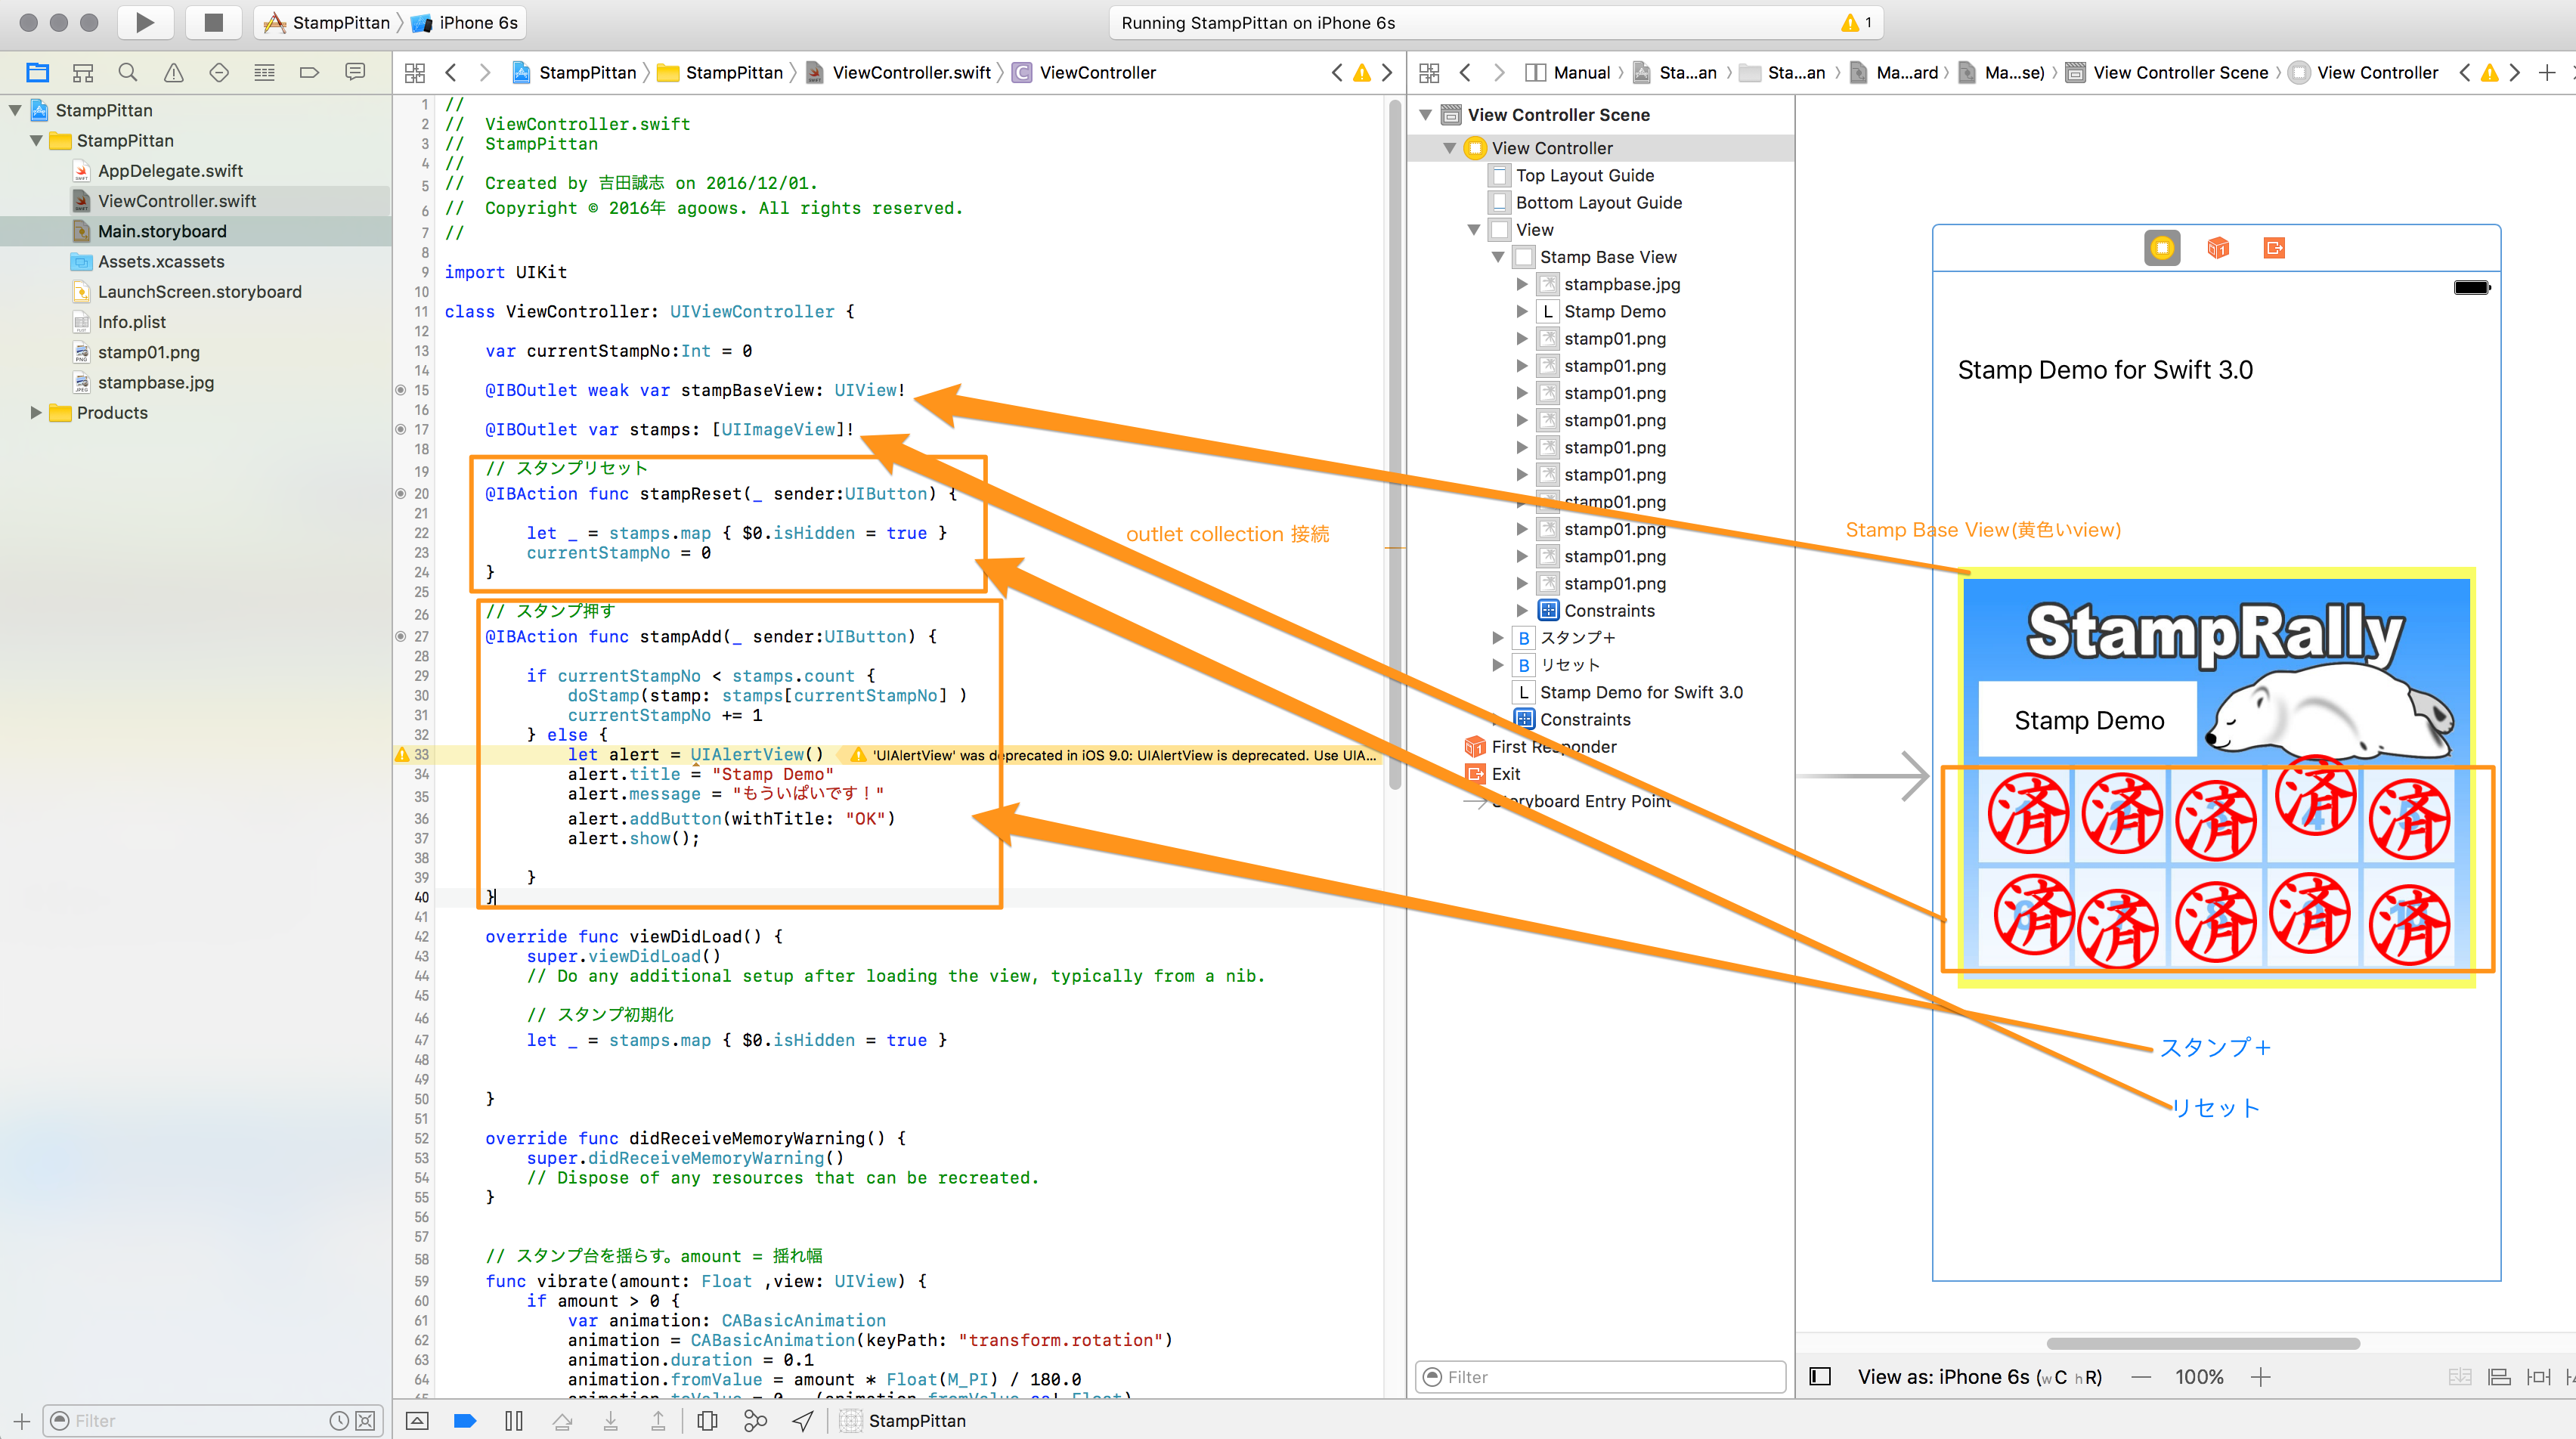 StampPittan
iPhone 6s
Running StampPittan on iPhone 6s
1
StampPittan
StampPittan
ViewController.swift
ViewController
Manual
Sta...an
Sta...an
Ma...ard
Ma...se)
View Controller Scene
View Controller
StampPittan
StampPittan
AppDelegate.swift
ViewController.swift
Main.storyboard
Assets.xcassets
LaunchScreen.storyboard
Info.plist
stamp01.png
stampbase.jpg
Products
Filter
1 //
2 // ViewController.swift
3 // StampPittan
4 //
5 // Created by 吉田誠志 on 2016/12/01.
6 // Copyright © 2016年 agoows. All rights reserved.
7 //
8
9 import UIKit
10
11 class ViewController: UIViewController {
12
13 var currentStampNo:Int = 0
14
15 @IBOutlet weak var stampBaseView: UIView!
16
17 @IBOutlet var stamps: [UIImageView]!
18
19 // スタンプリセット
20 @IBAction func stampReset(_ sender:UIButton) {
21
22 let _ = stamps.map { $0.isHidden = true }
23 currentStampNo = 0
24 }
25
26 // スタンプ押す
27 @IBAction func stampAdd(_ sender:UIButton) {
28
29 if currentStampNo < stamps.count {
30 doStamp(stamp: stamps[currentStampNo] )
31 currentStampNo += 1
32 } else {
33 let alert = UIAlertView() 'UIAlertView' was deprecated in iOS 9.0: UIAlertView is deprecated. Use UIA...
34 alert.title = "Stamp Demo"
35 alert.message = "もういぱいです！"
36 alert.addButton(withTitle: "OK")
37 alert.show();
38
39 }
40 }
41
42 override func viewDidLoad() {
43 super.viewDidLoad()
44 // Do any additional setup after loading the view, typically from a nib.
45
46 // スタンプ初期化
47 let _ = stamps.map { $0.isHidden = true }
48
49
50 }
51
52 override func didReceiveMemoryWarning() {
53 super.didReceiveMemoryWarning()
54 // Dispose of any resources that can be recreated.
55 }
56
57
58 // スタンプ台を揺らす。amount = 揺れ幅
59 func vibrate(amount: Float ,view: UIView) {
60 if amount > 0 {
61 var animation: CABasicAnimation
62 animation = CABasicAnimation(keyPath: "transform.rotation")
63 animation.duration = 0.1
64 animation.fromValue = amount * Float(M_PI) / 180.0
StampPittan
outlet collection 接続
View Controller Scene
View Controller
Top Layout Guide
Bottom Layout Guide
View
Stamp Base View
stampbase.jpg
L Stamp Demo
stamp01.png
stamp01.png
stamp01.png
stamp01.png
stamp01.png
stamp01.png
stamp01.png
stamp01.png
stamp01.png
stamp01.png
Constraints
B スタンプ＋
B リセット
L Stamp Demo for Swift 3.0
Constraints
First Responder
Exit
Storyboard Entry Point
Filter
Stamp Demo for Swift 3.0
Stamp Base View(黄色いview)
StampRally
Stamp Demo
済 済 済 済 済
済 済 済 済 済
スタンプ＋
リセット
View as: iPhone 6s (wC hR)
100%